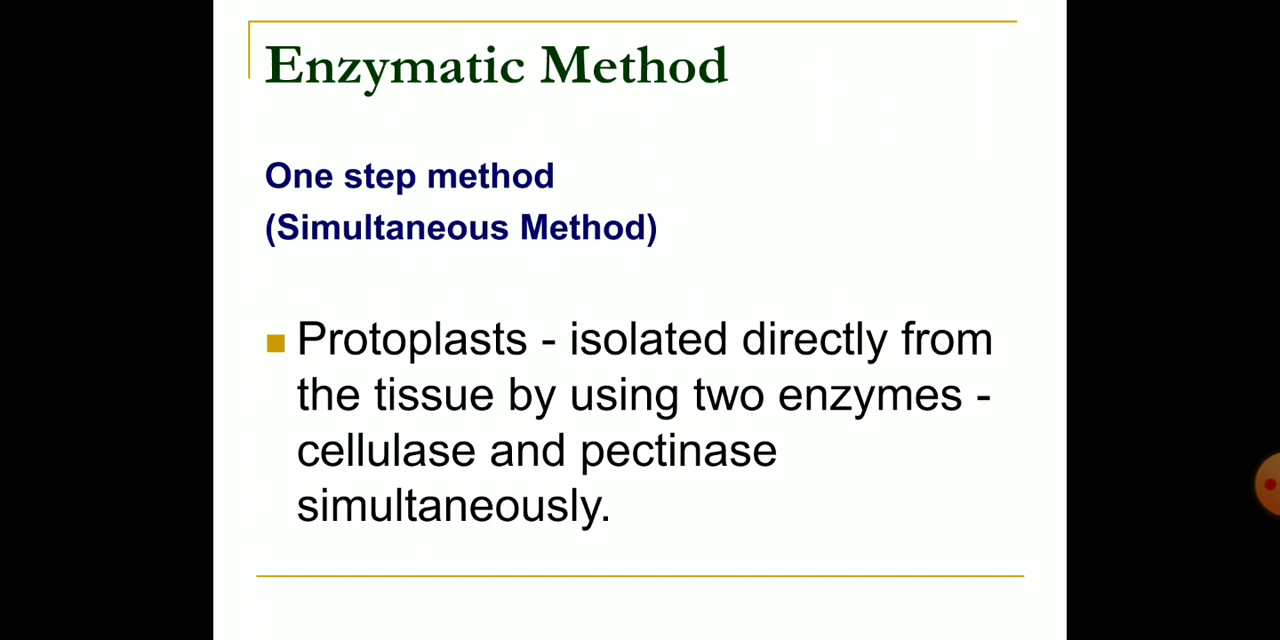 Enzymatic Method
One step method
(Simultaneous Method)
Protoplasts - isolated directly from
the tissue by using two enzymes -
cellulase and pectinase
simultaneously.